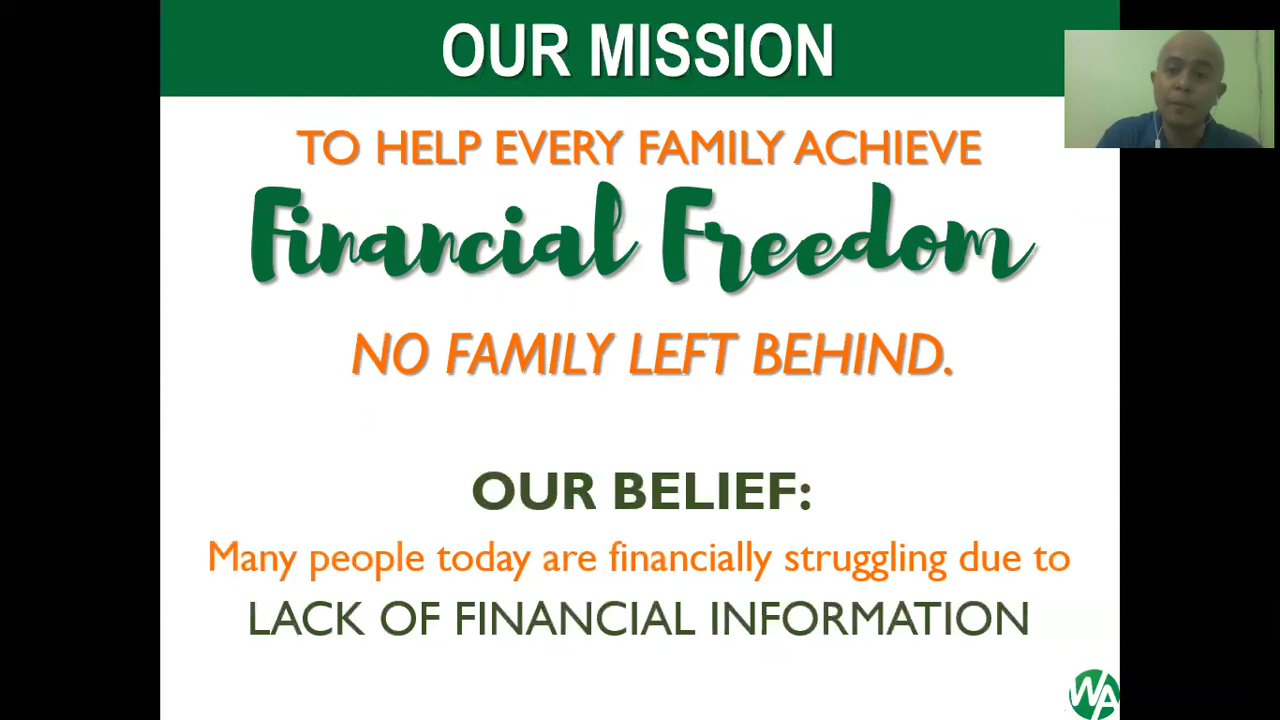 OUR MISSION
TO HELP EVERY FAMILY ACHIEVE
Financial Freedom
NO FAMILY LEFT BEHIND.
OUR BELIEF:
Many people today are financially struggling due to
LACK OF FINANCIAL INFORMATION
WA